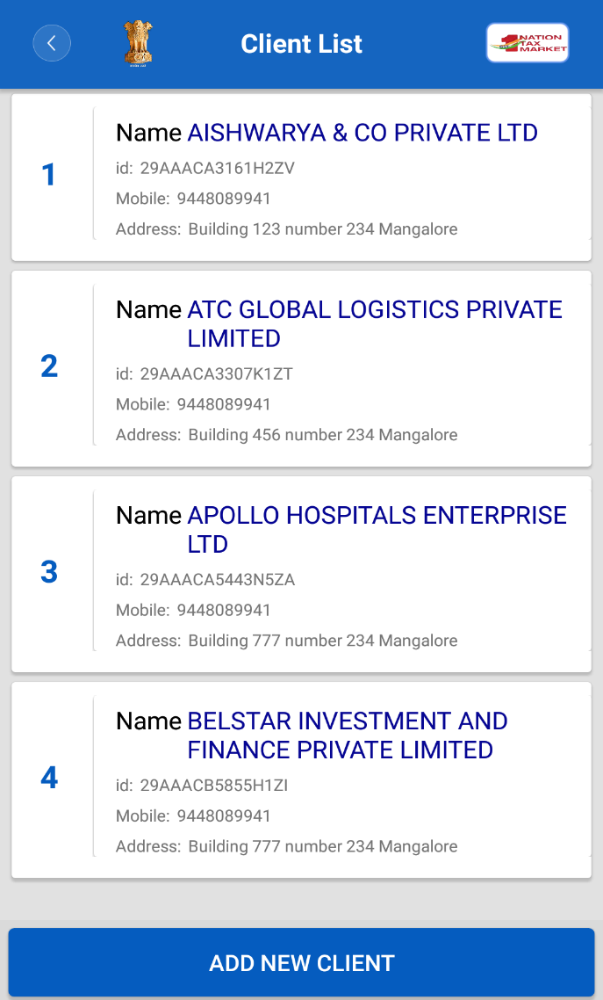 Client List
NATION
TAX
MARKET
1
Name AISHWARYA & CO PRIVATE LTD
id: 29AAACA3161H2ZV
Mobile: 9448089941
Address: Building 123 number 234 Mangalore
2
Name ATC GLOBAL LOGISTICS PRIVATE
LIMITED
id: 29AAACA3307K1ZT
Mobile: 9448089941
Address: Building 456 number 234 Mangalore
3
Name APOLLO HOSPITALS ENTERPRISE
LTD
id: 29AAACA5443N5ZA
Mobile: 9448089941
Address: Building 777 number 234 Mangalore
4
Name BELSTAR INVESTMENT AND
FINANCE PRIVATE LIMITED
id: 29AAACB5855H1ZI
Mobile: 9448089941
Address: Building 777 number 234 Mangalore
ADD NEW CLIENT